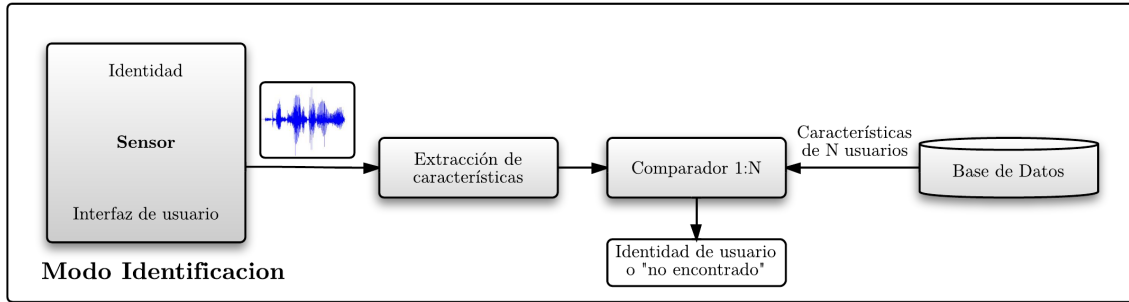 Identidad
Sensor
Interfaz de usuario
Modo Identificacion
Extracción de
características
Comparador 1:N
Identidad de usuario
o "no encontrado"
Características
de N usuarios
Base de Datos